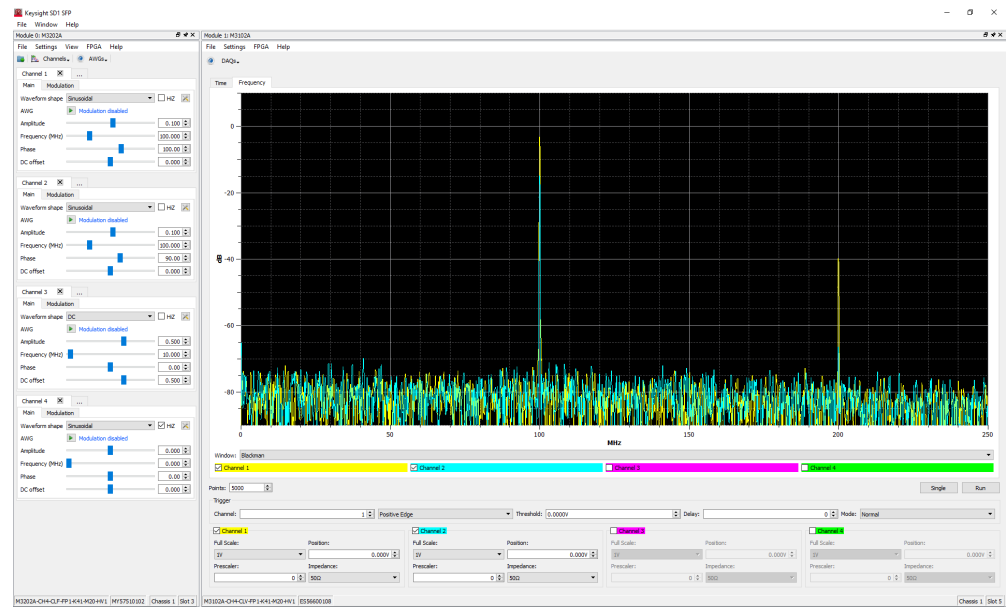 Keysight SD1 SFP
File Window Help
Module 0: M3202A
File Settings View FPGA Help
Channels AWGs
Channel 1 ...
Main Modulation
Waveform shape Sinusoidal HiZ
AWG Modulation disabled
Amplitude 0.100
Frequency (MHz) 100.000
Phase 100.00
DC offset 0.000
Channel 2 ...
Main Modulation
Waveform shape Sinusoidal HiZ
AWG Modulation disabled
Amplitude 0.100
Frequency (MHz) 100.000
Phase 90.00
DC offset 0.000
Channel 3 ...
Main Modulation
Waveform shape DC HiZ
AWG Modulation disabled
Amplitude 0.500
Frequency (MHz) 10.000
Phase 0.00
DC offset 0.500
Channel 4 ...
Main Modulation
Waveform shape Sinusoidal HiZ
AWG Modulation disabled
Amplitude 0.000
Frequency (MHz) 0.000
Phase 0.00
DC offset 0.000
M3202A-CH4-CLF-FP1-K41-M20-HV1 MY57510102 Chassis 1 Slot 3
Module 1: M3102A
File Settings FPGA Help
DAQs
Time Frequency
0
-20
-40
-60
-80
dB
0 50 100 150 200 250
MHz
Window: Blackman
Channel 1 Channel 2 Channel 3 Channel 4
Points: 5000 Single Run
Trigger
Channel: 1 Positive Edge Threshold: 0.0000V Delay: 0 Mode: Normal
Channel 1 Channel 2 Channel 3 Channel 4
Full Scale: Position: Full Scale: Position: Full Scale: Position: Full Scale: Position:
1V 0.000V 1V 0.000V 1V 0.000V 1V 0.000V
Prescaler: Impedance: Prescaler: Impedance: Prescaler: Impedance: Prescaler: Impedance:
0 50Ω 0 50Ω 0 50Ω 0 50Ω
M3102A-CH4-CLV-FP1-K41-M20-HV1 ES56600108 Chassis 1 Slot 5